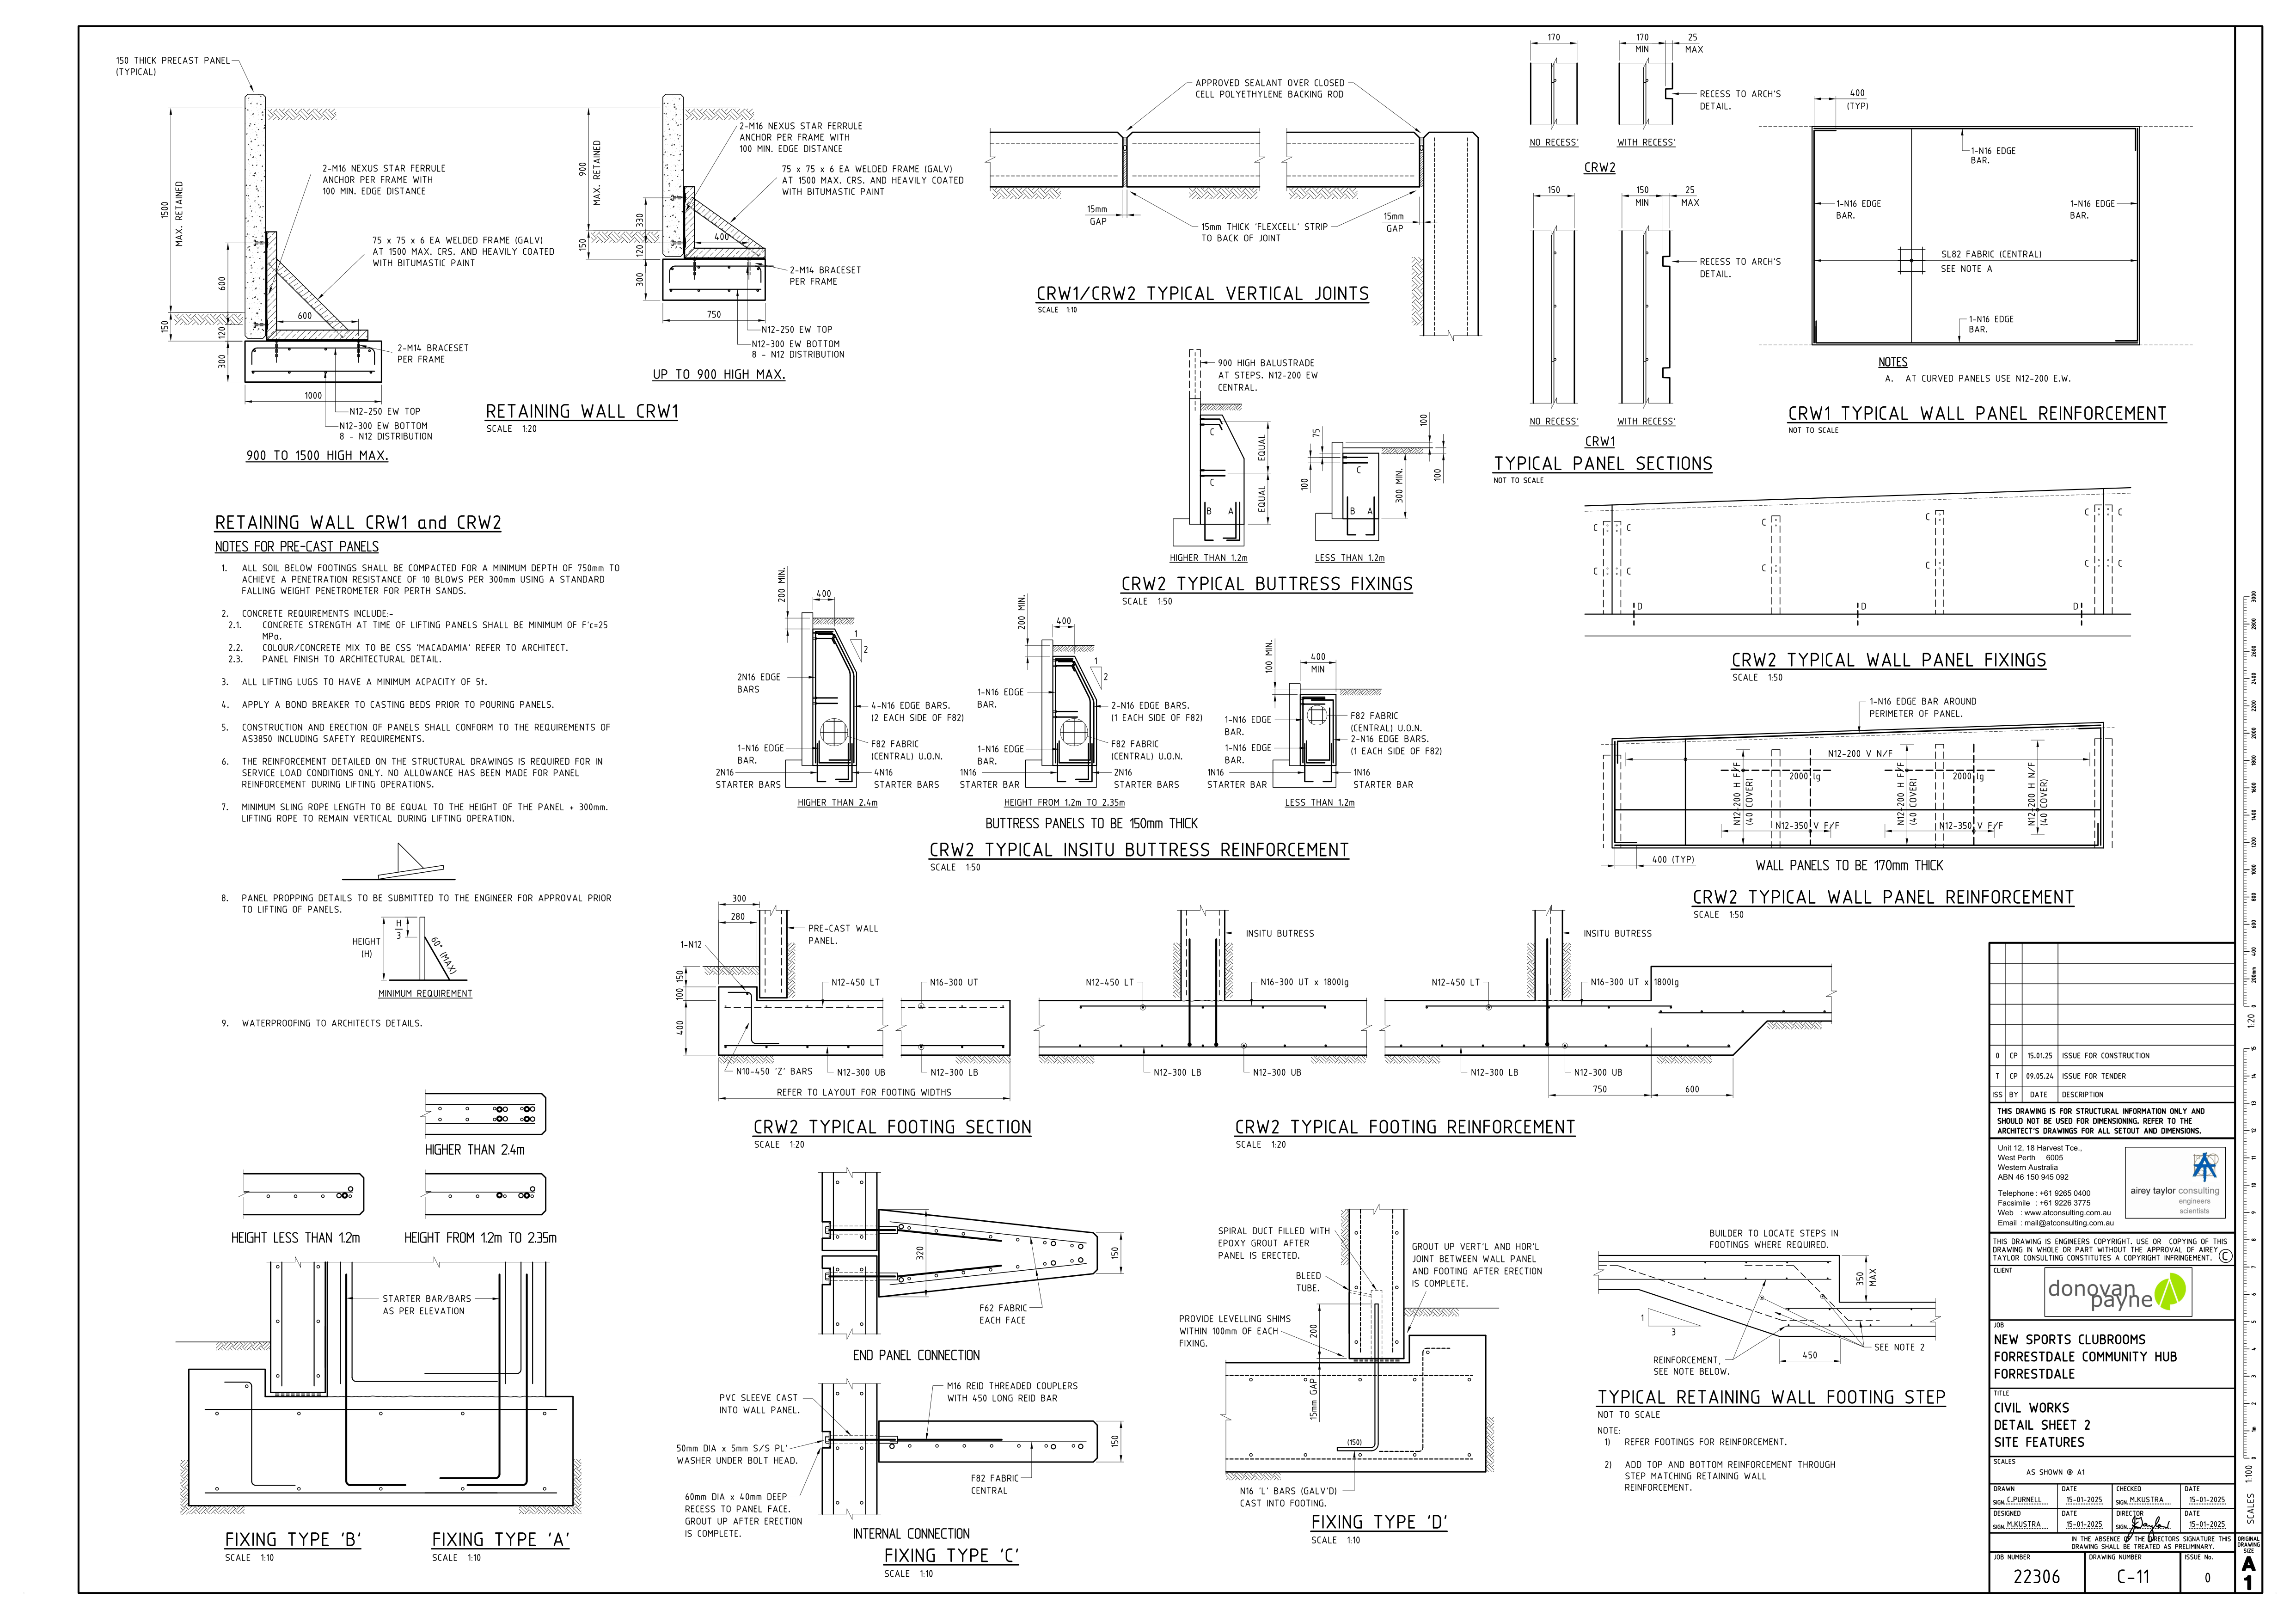 150 THICK PRECAST PANEL
(TYPICAL)
1500
MAX. RETAINED
150
600
120
300
2-M16 NEXUS STAR FERRULE
ANCHOR PER FRAME WITH
100 MIN. EDGE DISTANCE
75 x 75 x 6 EA WELDED FRAME (GALV)
AT 1500 MAX. CRS. AND HEAVILY COATED
WITH BITUMASTIC PAINT
600
2-M14 BRACESET
PER FRAME
1000
N12-250 EW TOP
N12-300 EW BOTTOM
8 - N12 DISTRIBUTION
900 TO 1500 HIGH MAX.
900
MAX. RETAINED
150
330
120
300
2-M16 NEXUS STAR FERRULE
ANCHOR PER FRAME WITH
100 MIN. EDGE DISTANCE
75 x 75 x 6 EA WELDED FRAME (GALV)
AT 1500 MAX. CRS. AND HEAVILY COATED
WITH BITUMASTIC PAINT
400
2-M14 BRACESET
PER FRAME
750
N12-250 EW TOP
N12-300 EW BOTTOM
8 - N12 DISTRIBUTION
UP TO 900 HIGH MAX.
RETAINING WALL CRW1
SCALE 1:20
APPROVED SEALANT OVER CLOSED
CELL POLYETHYLENE BACKING ROD
15mm
GAP
15mm THICK 'FLEXCELL' STRIP
TO BACK OF JOINT
15mm
GAP
CRW1/CRW2 TYPICAL VERTICAL JOINTS
SCALE 1:10
170
170
MIN
25
MAX
RECESS TO ARCH'S
DETAIL.
NO RECESS'
WITH RECESS'
CRW2
150
150
MIN
25
MAX
RECESS TO ARCH'S
DETAIL.
NO RECESS'
WITH RECESS'
CRW1
TYPICAL PANEL SECTIONS
NOT TO SCALE
400
(TYP)
1-N16 EDGE
BAR.
1-N16 EDGE
BAR.
1-N16 EDGE
BAR.
SL82 FABRIC (CENTRAL)
SEE NOTE A
1-N16 EDGE
BAR.
NOTES
A. AT CURVED PANELS USE N12-200 E.W.
CRW1 TYPICAL WALL PANEL REINFORCEMENT
NOT TO SCALE
900 HIGH BALUSTRADE
AT STEPS. N12-200 EW
CENTRAL.
C
C
B A
EQUAL
EQUAL
HIGHER THAN 1.2m
75
100
C
B A
300 MIN.
100
100
LESS THAN 1.2m
CRW2 TYPICAL BUTTRESS FIXINGS
SCALE 1:50
C C C C C C
C C C C C C
D D D
CRW2 TYPICAL WALL PANEL FIXINGS
SCALE 1:50
RETAINING WALL CRW1 and CRW2
NOTES FOR PRE-CAST PANELS
1. ALL SOIL BELOW FOOTINGS SHALL BE COMPACTED FOR A MINIMUM DEPTH OF 750mm TO
ACHIEVE A PENETRATION RESISTANCE OF 10 BLOWS PER 300mm USING A STANDARD
FALLING WEIGHT PENETROMETER FOR PERTH SANDS.
2. CONCRETE REQUIREMENTS INCLUDE:-
2.1. CONCRETE STRENGTH AT TIME OF LIFTING PANELS SHALL BE MINIMUM OF F'c=25
MPa.
2.2. COLOUR/CONCRETE MIX TO BE CSS 'MACADAMIA' REFER TO ARCHITECT.
2.3. PANEL FINISH TO ARCHITECTURAL DETAIL.
3. ALL LIFTING LUGS TO HAVE A MINIMUM ACPACITY OF 5t.
4. APPLY A BOND BREAKER TO CASTING BEDS PRIOR TO POURING PANELS.
5. CONSTRUCTION AND ERECTION OF PANELS SHALL CONFORM TO THE REQUIREMENTS OF
AS3850 INCLUDING SAFETY REQUIREMENTS.
6. THE REINFORCEMENT DETAILED ON THE STRUCTURAL DRAWINGS IS REQUIRED FOR IN
SERVICE LOAD CONDITIONS ONLY. NO ALLOWANCE HAS BEEN MADE FOR PANEL
REINFORCEMENT DURING LIFTING OPERATIONS.
7. MINIMUM SLING ROPE LENGTH TO BE EQUAL TO THE HEIGHT OF THE PANEL + 300mm.
LIFTING ROPE TO REMAIN VERTICAL DURING LIFTING OPERATION.
8. PANEL PROPPING DETAILS TO BE SUBMITTED TO THE ENGINEER FOR APPROVAL PRIOR
TO LIFTING OF PANELS.
HEIGHT
(H)
H
3
60° (MAX)
MINIMUM REQUIREMENT
9. WATERPROOFING TO ARCHITECTS DETAILS.
200 MIN.
400
1
2
2N16 EDGE
BARS
4-N16 EDGE BARS.
(2 EACH SIDE OF F82)
1-N16 EDGE
BAR.
F82 FABRIC
(CENTRAL) U.O.N.
2N16
STARTER BARS
4N16
STARTER BARS
HIGHER THAN 2.4m
200 MIN.
400
1
2
1-N16 EDGE
BAR.
2-N16 EDGE BARS.
(1 EACH SIDE OF F82)
1-N16 EDGE
BAR.
F82 FABRIC
(CENTRAL) U.O.N.
1N16
STARTER BAR
2N16
STARTER BARS
HEIGHT FROM 1.2m TO 2.35m
100 MIN.
400
MIN
1-N16 EDGE
BAR.
1-N16 EDGE
BAR.
F82 FABRIC
(CENTRAL) U.O.N.
2-N16 EDGE BARS.
(1 EACH SIDE OF F82)
1N16
STARTER BAR
1N16
STARTER BAR
LESS THAN 1.2m
BUTTRESS PANELS TO BE 150mm THICK
CRW2 TYPICAL INSITU BUTTRESS REINFORCEMENT
SCALE 1:50
1-N16 EDGE BAR AROUND
PERIMETER OF PANEL.
N12-200 V N/F
2000 lg
2000 lg
N12-200 H F/F
(40 COVER)
N12-200 H F/F
(40 COVER)
N12-200 H N/F
(40 COVER)
N12-350 V F/F
N12-350 V F/F
400 (TYP)
WALL PANELS TO BE 170mm THICK
CRW2 TYPICAL WALL PANEL REINFORCEMENT
SCALE 1:50
300
280
1-N12
PRE-CAST WALL
PANEL.
150
100
400
N12-450 LT
N16-300 UT
N10-450 'Z' BARS
N12-300 UB
N12-300 LB
REFER TO LAYOUT FOR FOOTING WIDTHS
CRW2 TYPICAL FOOTING SECTION
SCALE 1:20
INSITU BUTRESS
N12-450 LT
N16-300 UT x 1800lg
N12-300 LB
N12-300 UB
INSITU BUTRESS
N12-450 LT
N16-300 UT x 1800lg
N12-300 LB
N12-300 UB
750
600
CRW2 TYPICAL FOOTING REINFORCEMENT
SCALE 1:20
HIGHER THAN 2.4m
HEIGHT LESS THAN 1.2m
HEIGHT FROM 1.2m TO 2.35m
STARTER BAR/BARS
AS PER ELEVATION
FIXING TYPE 'B'
SCALE 1:10
FIXING TYPE 'A'
SCALE 1:10
320
150
F62 FABRIC
EACH FACE
END PANEL CONNECTION
PVC SLEEVE CAST
INTO WALL PANEL.
M16 REID THREADED COUPLERS
WITH 450 LONG REID BAR
50mm DIA x 5mm S/S PL'
WASHER UNDER BOLT HEAD.
150
F82 FABRIC
CENTRAL
60mm DIA x 40mm DEEP
RECESS TO PANEL FACE.
GROUT UP AFTER ERECTION
IS COMPLETE.
INTERNAL CONNECTION
FIXING TYPE 'C'
SCALE 1:10
SPIRAL DUCT FILLED WITH
EPOXY GROUT AFTER
PANEL IS ERECTED.
BLEED
TUBE.
PROVIDE LEVELLING SHIMS
WITHIN 100mm OF EACH
FIXING.
GROUT UP VERT'L AND HOR'L
JOINT BETWEEN WALL PANEL
AND FOOTING AFTER ERECTION
IS COMPLETE.
200
15mm GAP
(150)
N16 'L' BARS (GALV'D)
CAST INTO FOOTING.
FIXING TYPE 'D'
SCALE 1:10
BUILDER TO LOCATE STEPS IN
FOOTINGS WHERE REQUIRED.
350
MAX
1
3
SEE NOTE 2
450
REINFORCEMENT,
SEE NOTE BELOW.
TYPICAL RETAINING WALL FOOTING STEP
NOT TO SCALE
NOTE:
1) REFER FOOTINGS FOR REINFORCEMENT.
2) ADD TOP AND BOTTOM REINFORCEMENT THROUGH
STEP MATCHING RETAINING WALL
REINFORCEMENT.
0 CP 15.01.25 ISSUE FOR CONSTRUCTION
T CP 09.05.24 ISSUE FOR TENDER
ISS BY DATE DESCRIPTION
THIS DRAWING IS FOR STRUCTURAL INFORMATION ONLY AND
SHOULD NOT BE USED FOR DIMENSIONING. REFER TO THE
ARCHITECT'S DRAWINGS FOR ALL SETOUT AND DIMENSIONS.
Unit 12, 18 Harvest Tce.,
West Perth 6005
Western Australia
ABN 46 150 945 092
Telephone : +61 9265 0400
Facsimile : +61 9226 3775
Web : www.atconsulting.com.au
Email : mail@atconsulting.com.au
airey taylor consulting
engineers
scientists
THIS DRAWING IS ENGINEERS COPYRIGHT. USE OR COPYING OF THIS
DRAWING IN WHOLE OR PART WITHOUT THE APPROVAL OF AIREY
TAYLOR CONSULTING CONSTITUTES A COPYRIGHT INFRINGEMENT. ©
CLIENT
donovan
payne
JOB
NEW SPORTS CLUBROOMS
FORRESTDALE COMMUNITY HUB
FORRESTDALE
TITLE
CIVIL WORKS
DETAIL SHEET 2
SITE FEATURES
SCALES
AS SHOWN @ A1
DRAWN DATE CHECKED DATE
SIGN. C.PURNELL 15-01-2025 SIGN. M.KUSTRA 15-01-2025
DESIGNED DATE DIRECTOR DATE
SIGN. M.KUSTRA 15-01-2025 SIGN. 15-01-2025
IN THE ABSENCE OF THE DIRECTORS SIGNATURE THIS
DRAWING SHALL BE TREATED AS PRELIMINARY.
JOB NUMBER DRAWING NUMBER ISSUE No.
22306 C-11 0
3000
2800
2600
2400
2200
2000
1800
1600
1400
1200
1000
800
600
400
200mm
0
1:20
15
14
13
12
11
10
9
8
7
6
5
4
3
2
1m
0
1:100
SCALES
ORIGINAL
DRAWING
SIZE
A
1